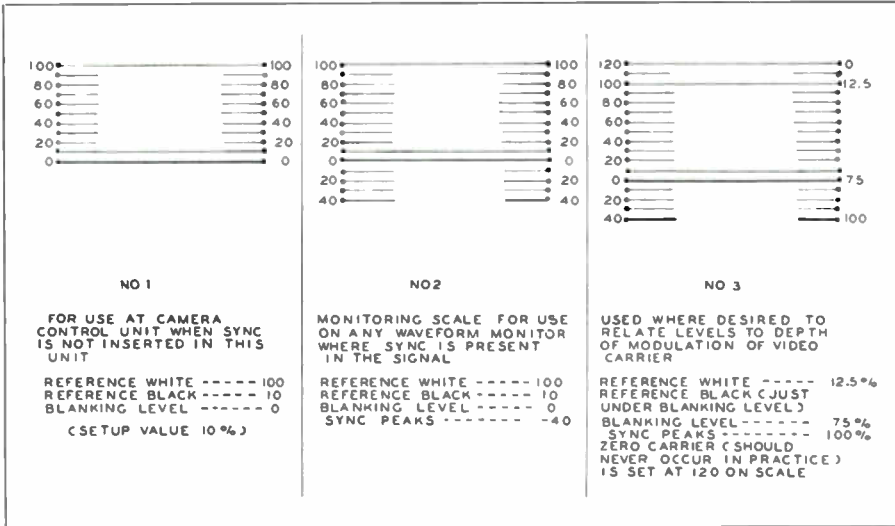 100 100
80 80
60 60
40 40
20 20
0 0
NO 1
FOR USE AT CAMERA
CONTROL UNIT WHEN SYNC
IS NOT INSERTED IN THIS
UNIT
REFERENCE WHITE ----- 100
REFERENCE BLACK ----- 10
BLANKING LEVEL ------ 0
(SETUP VALUE 10%)
100 100
80 80
60 60
40 40
20 20
0 0
20 20
40 40
NO2
MONITORING SCALE FOR USE
ON ANY WAVEFORM MONITOR
WHERE SYNC IS PRESENT
IN THE SIGNAL
REFERENCE WHITE ----- 100
REFERENCE BLACK ----- 10
BLANKING LEVEL ----- 0
SYNC PEAKS ------- -40
120 0
100 12.5
80
60
40
20
0 75
20
40 100
NO 3
USED WHERE DESIRED TO
RELATE LEVELS TO DEPTH
OF MODULATION OF VIDEO
CARRIER
REFERENCE WHITE ----- 12.5%
REFERENCE BLACK (JUST
UNDER BLANKING LEVEL)
BLANKING LEVEL ------ 75%
SYNC PEAKS -------- 100%
ZERO CARRIER (SHOULD
NEVER OCCUR IN PRACTICE)
IS SET AT 120 ON SCALE